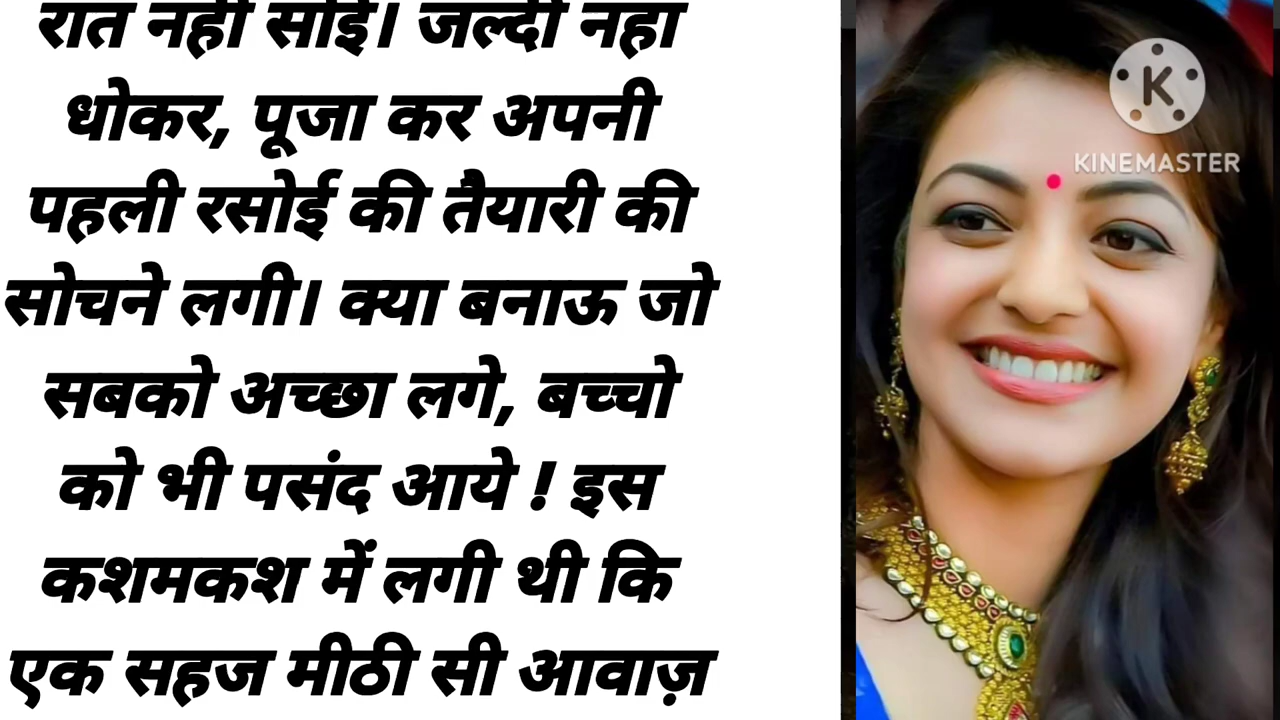 रात नही सोई। जल्दी नहा
धोकर, पूजा कर अपनी
पहली रसोई की तैयारी की
सोचने लगी। क्या बनाऊ जो
सबको अच्छा लगे, बच्चो
को भी पसंद आये ! इस
कशमकश में लगी थी कि
एक सहज मीठी सी आवाज़
K
KINEMASTER